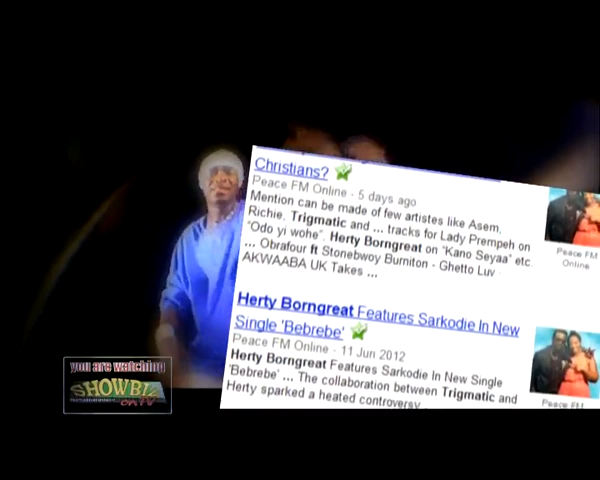 Christians?
Peace FM Online - 5 days ago
Mention can be made of few artistes like Asem,
Richie, Trigmatic and ... tracks for Lady Prempeh on
"Odo yi wohe", Herty Borngreat on "Kano Seyaa" etc.
... Obrafour ft Stonebwoy Burniton - Ghetto Luv
AKWAABA UK Takes ...
Peace FM
Online
Herty Borngreat Features Sarkodie In New
Single 'Bebrebe'
Peace FM Online - 11 Jun 2012
Herty Borngreat Features Sarkodie In New Single
'Bebrebe' ... The collaboration between Trigmatic and
Herty sparked a heated controversy
Peace FM
you are watching
SHOWBIZ
onTV